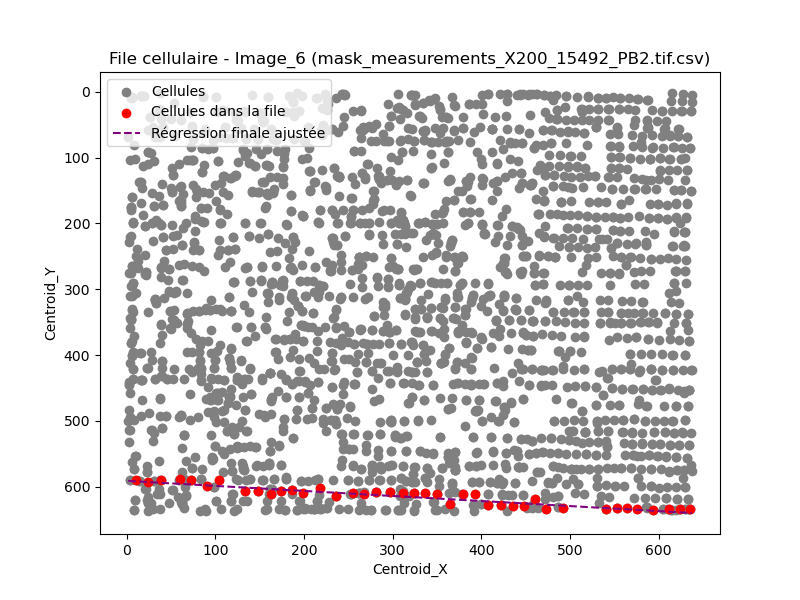 File cellulaire - Image_6 (mask_measurements_X200_15492_PB2.tif.csv)
Cellules
Cellules dans la file
Régression finale ajustée
Centroid_Y
0
100
200
300
400
500
600
0 100 200 300 400 500 600
Centroid_X